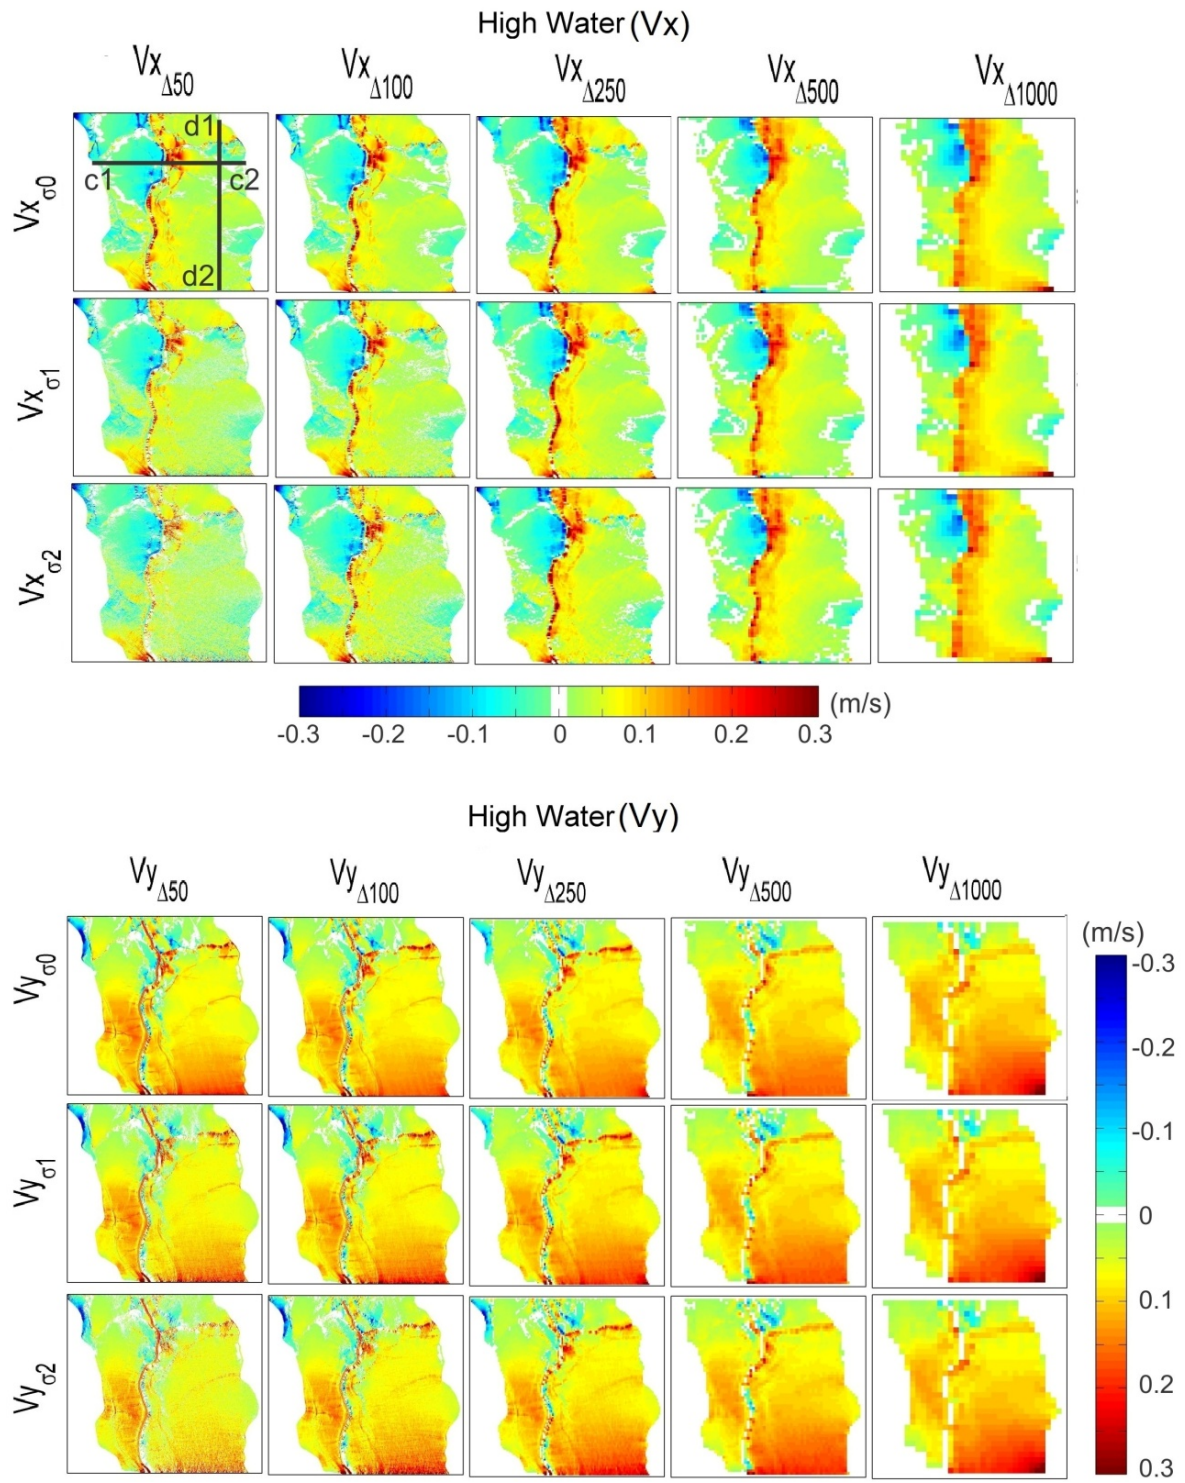 High Water (Vx)
VxΔ50 VxΔ100 VxΔ250 VxΔ500 VxΔ1000
Vxσ0
d1
c1 c2
d2
Vxσ1
Vxσ2
-0.3 -0.2 -0.1 0 0.1 0.2 0.3 (m/s)
High Water (Vy)
VyΔ50 VyΔ100 VyΔ250 VyΔ500 VyΔ1000
(m/s)
Vyσ0
-0.3
-0.2
Vyσ1
-0.1
0
0.1
Vyσ2
0.2
0.3